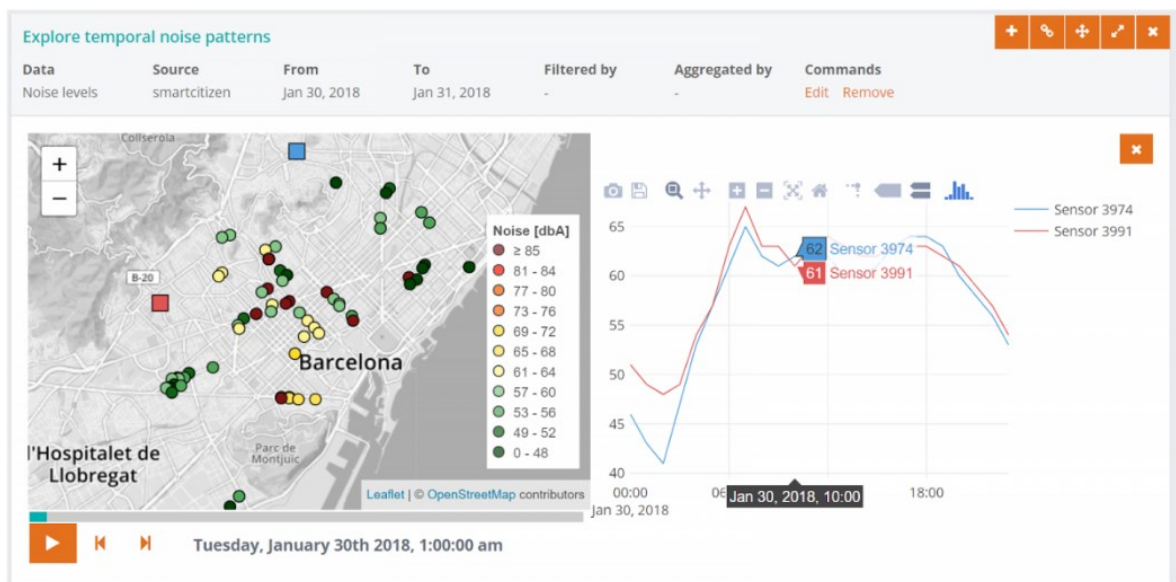 Explore temporal noise patterns
Data Source From To Filtered by Aggregated by Commands
Noise levels smartcitizen Jan 30, 2018 Jan 31, 2018 - - Edit Remove
Collserola
+
−
B-20
Barcelona
l'Hospitalet de
Llobregat
Parc de
Montjuïc
Noise [dbA]
≥ 85
81 - 84
77 - 80
73 - 76
69 - 72
65 - 68
61 - 64
57 - 60
53 - 56
49 - 52
0 - 48
Leaflet | © OpenStreetMap contributors
Tuesday, January 30th 2018, 1:00:00 am
Sensor 3974
Sensor 3991
65
60
55
50
45
40
62 Sensor 3974
61 Sensor 3991
00:00 06 18:00
Jan 30, 2018, 10:00
Jan 30, 2018